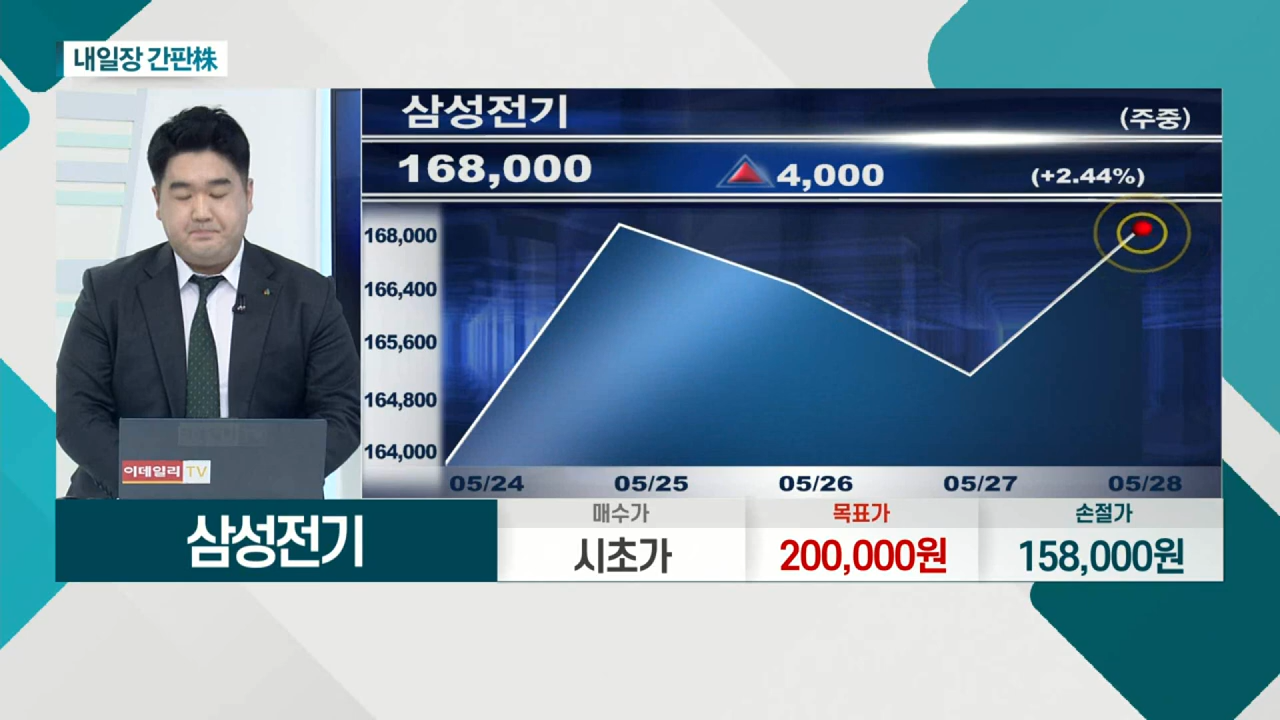 내일장 간판株
삼성전기 (주중)
168,000 4,000 (+2.44%)
168,000
166,400
165,600
164,800
164,000
05/24 05/25 05/26 05/27 05/28
이데일리 TV
삼성전기
매수가 목표가 손절가
시초가 200,000원 158,000원